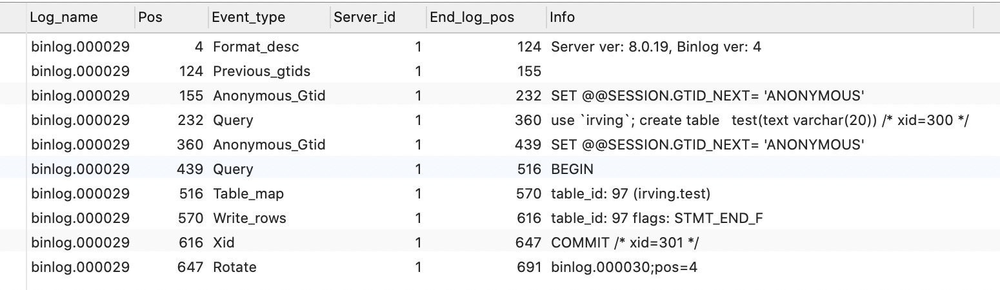 Log_name Pos Event_type Server_id End_log_pos Info
binlog.000029 4 Format_desc 1 124 Server ver: 8.0.19, Binlog ver: 4
binlog.000029 124 Previous_gtids 1 155
binlog.000029 155 Anonymous_Gtid 1 232 SET @@SESSION.GTID_NEXT= 'ANONYMOUS'
binlog.000029 232 Query 1 360 use `irving`; create table   test(text varchar(20)) /* xid=300 */
binlog.000029 360 Anonymous_Gtid 1 439 SET @@SESSION.GTID_NEXT= 'ANONYMOUS'
binlog.000029 439 Query 1 516 BEGIN
binlog.000029 516 Table_map 1 570 table_id: 97 (irving.test)
binlog.000029 570 Write_rows 1 616 table_id: 97 flags: STMT_END_F
binlog.000029 616 Xid 1 647 COMMIT /* xid=301 */
binlog.000029 647 Rotate 1 691 binlog.000030;pos=4